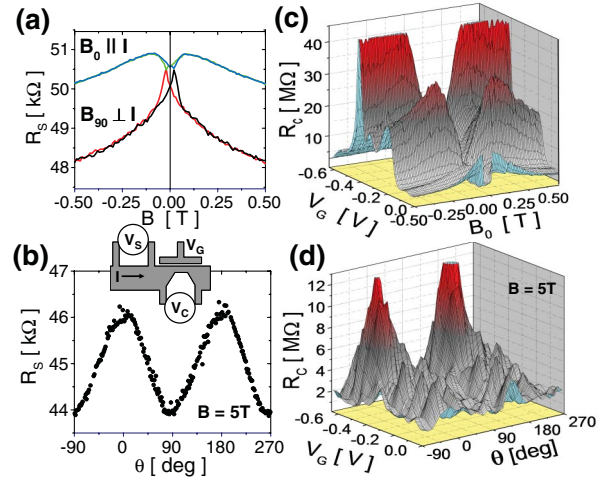 (a)
B₀ || I
B₉₀ ⊥ I
R_S [ kΩ ]
51
50
49
48
-0.50 -0.25 0.00 0.25 0.50
B [ T ]
(b)
V_S
V_G
I →
V_C
R_S [ kΩ ]
47
46
45
44
B = 5T
-90 0 90 180 270
θ [ deg ]
(c)
R_C [ MΩ ]
40
30
20
10
-0.6 -0.4 -0.2 0.0
V_G [ V ]
-0.50 -0.25 0.00 0.25 0.50
B₀ [ T ]
(d)
B = 5T
R_C [ MΩ ]
12
10
8
6
4
2
-0.6 -0.4 -0.2 0.0
V_G [ V ]
-90 0 90 180 270
θ [deg]